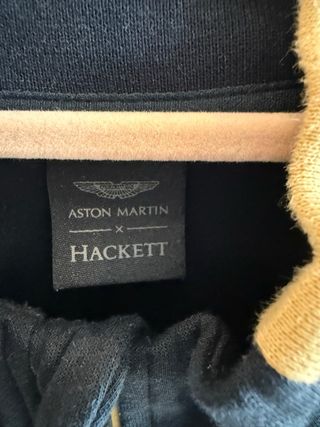 ASTON MARTIN
×
HACKETT